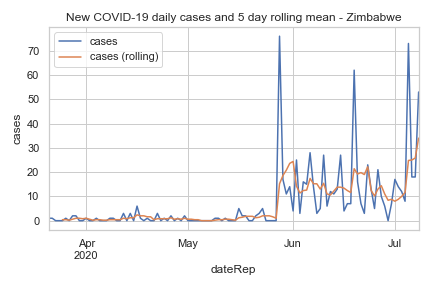 New COVID-19 daily cases and 5 day rolling mean - Zimbabwe
cases
cases (rolling)
70
60
50
40
30
20
10
0
cases
Apr
2020
May
Jun
Jul
dateRep